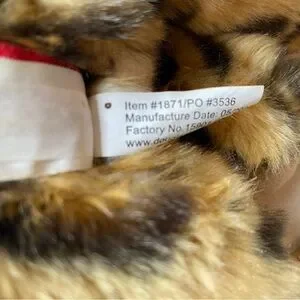 Item #1871/PO #3536
Manufacture Date:
Factory No.